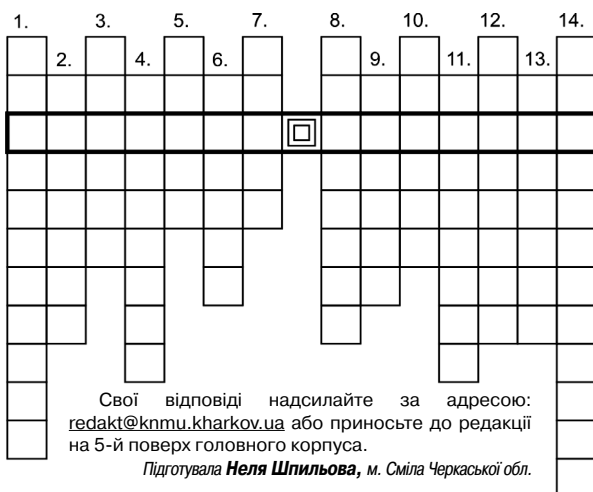 1. 3. 5. 7. 8. 10. 12. 14.
2. 4. 6. 9. 11. 13.
Свої відповіді надсилайте за адресою:
redakt@knmu.kharkov.ua або приносьте до редакції
на 5-й поверх головного корпуса.
Підготувала Неля Шпильова, м. Сміла Черкаської обл.